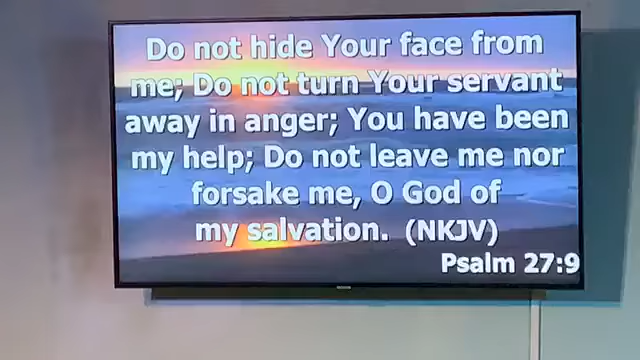 Do not hide Your face from
me; Do not turn Your servant
away in anger; You have been
my help; Do not leave me nor
forsake me, O God of
my salvation. (NKJV)
Psalm 27:9